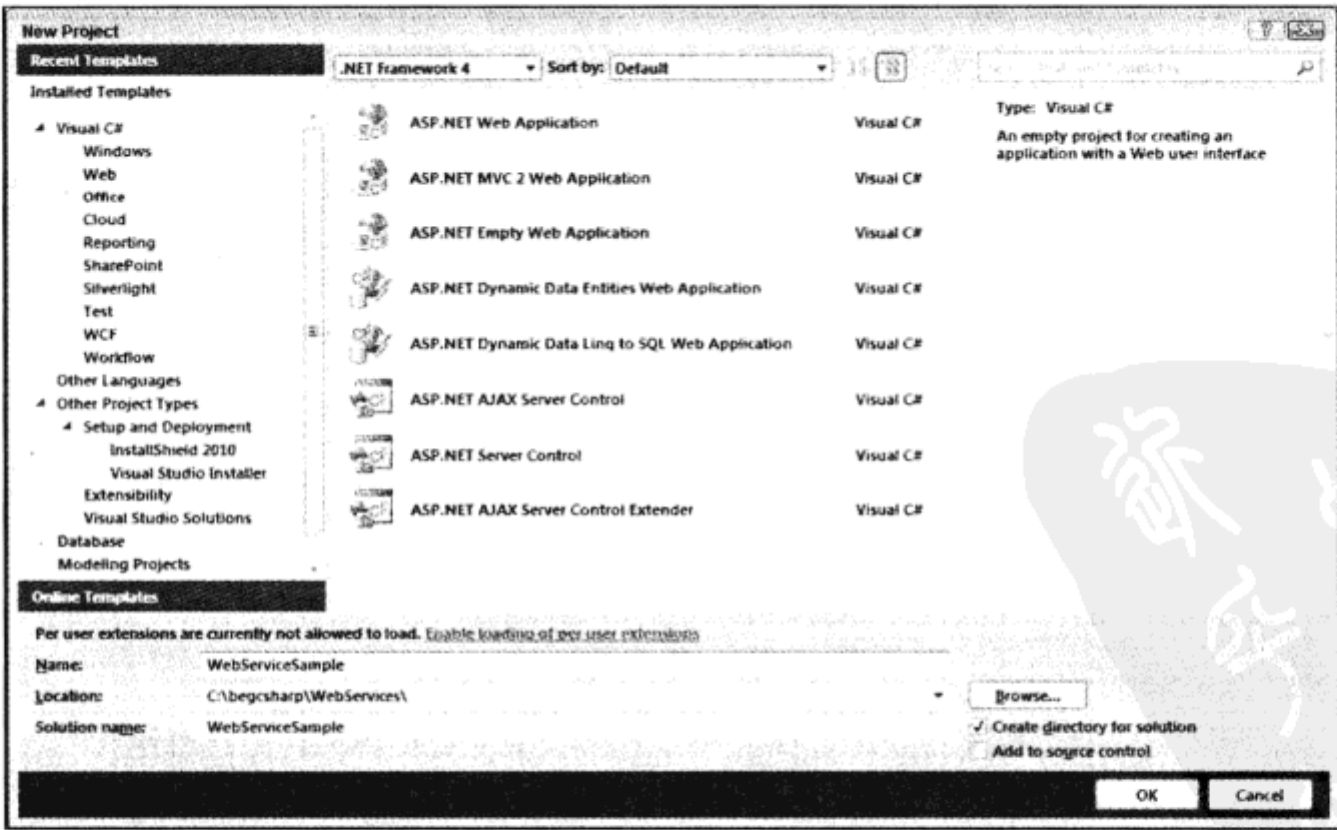 New Project
Recent Templates
.NET Framework 4
Sort by: Default
Installed Templates
Visual C#
Windows
Web
Office
Cloud
Reporting
SharePoint
Silverlight
Test
WCF
Workflow
Other Languages
Other Project Types
Setup and Deployment
InstallShield 2010
Visual Studio Installer
Extensibility
Visual Studio Solutions
Database
Modeling Projects
Online Templates
ASP.NET Web Application Visual C#
ASP.NET MVC 2 Web Application Visual C#
ASP.NET Empty Web Application Visual C#
ASP.NET Dynamic Data Entities Web Application Visual C#
ASP.NET Dynamic Data Linq to SQL Web Application Visual C#
ASP.NET AJAX Server Control Visual C#
ASP.NET Server Control Visual C#
ASP.NET AJAX Server Control Extender Visual C#
Type: Visual C#
An empty project for creating an
application with a Web user interface
Per user extensions are currently not allowed to load. Enable loading of per user extensions
Name: WebServiceSample
Location: C:\begcsharp\WebServices\
Browse...
Solution name: WebServiceSample
Create directory for solution
Add to source control
OK
Cancel